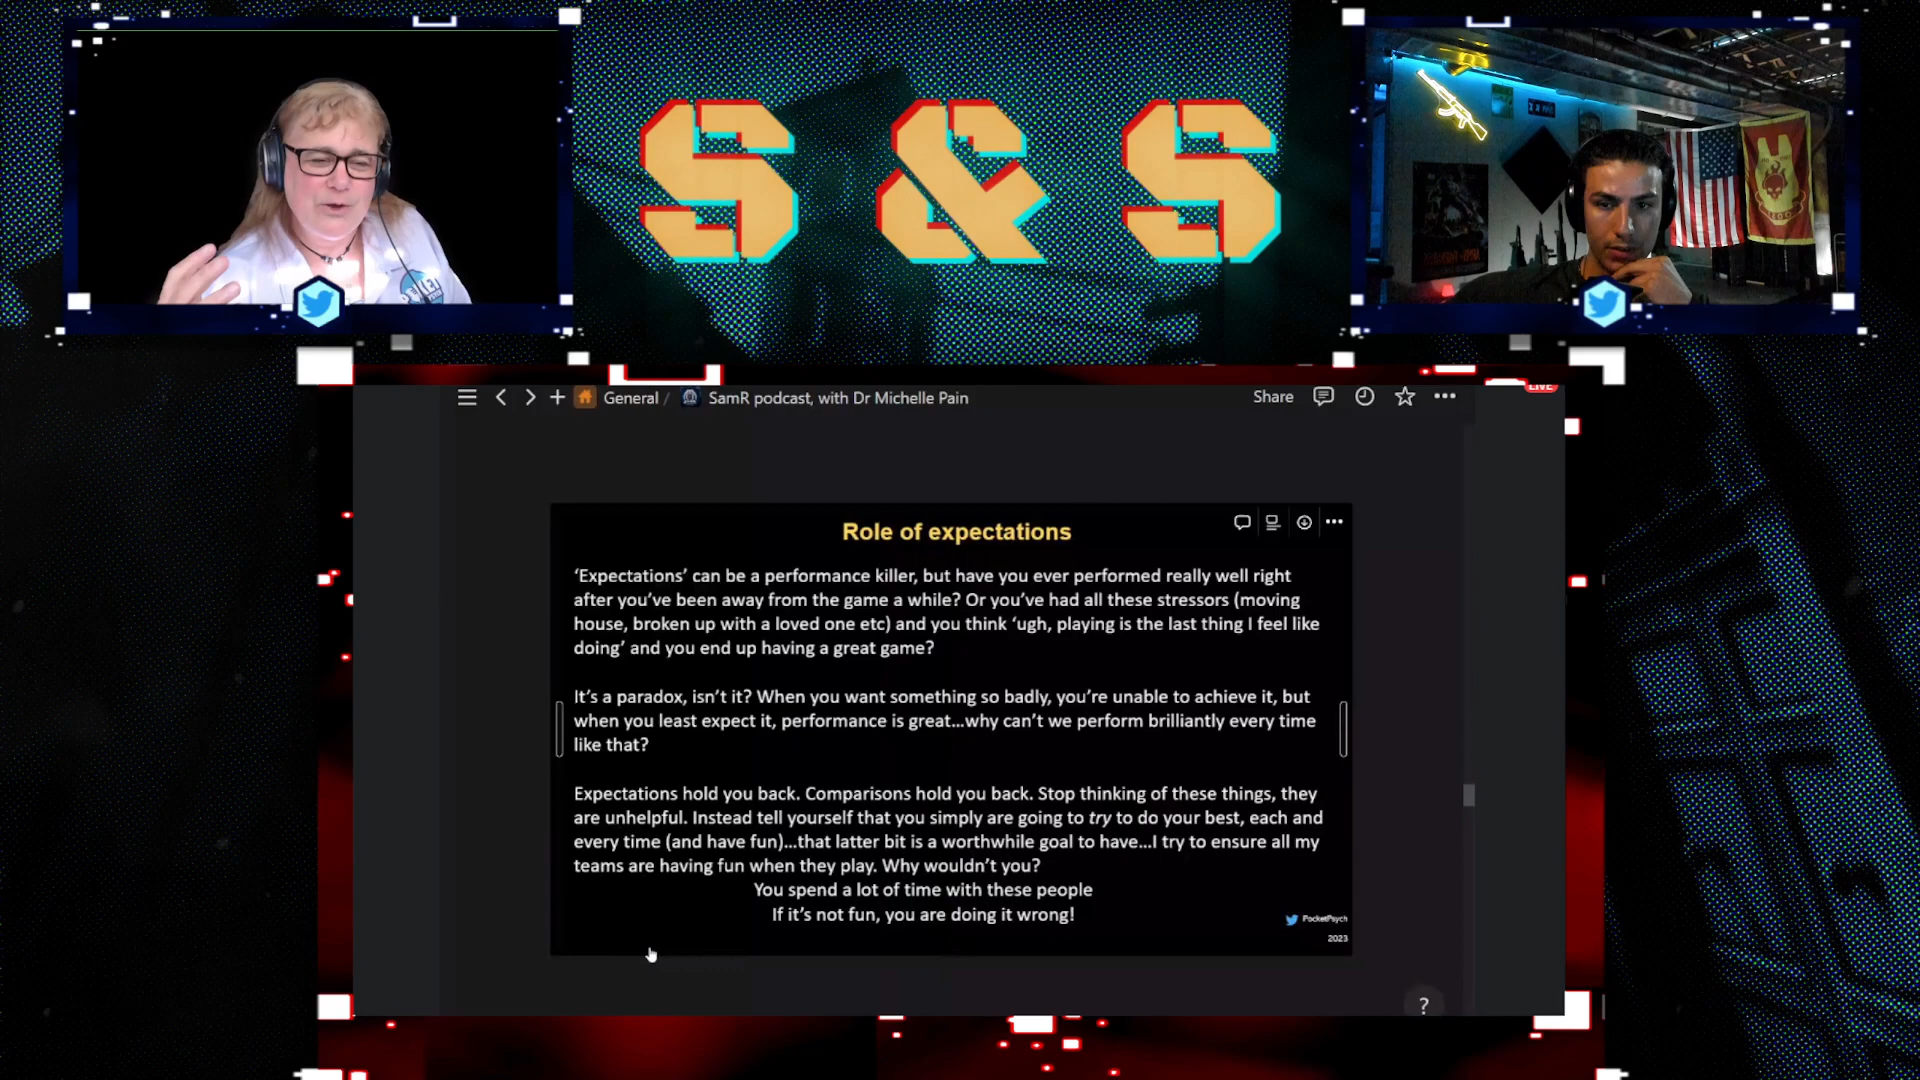 S & S
General / SamR podcast, with Dr Michelle Pain
Share
LIVE
Role of expectations
‘Expectations’ can be a performance killer, but have you ever performed really well right
after you’ve been away from the game a while? Or you’ve had all these stressors (moving
house, broken up with a loved one etc) and you think ‘ugh, playing is the last thing I feel like
doing’ and you end up having a great game?
It’s a paradox, isn’t it? When you want something so badly, you’re unable to achieve it, but
when you least expect it, performance is great...why can’t we perform brilliantly every time
like that?
Expectations hold you back. Comparisons hold you back. Stop thinking of these things, they
are unhelpful. Instead tell yourself that you simply are going to try to do your best, each and
every time (and have fun)...that latter bit is a worthwhile goal to have...I try to ensure all my
teams are having fun when they play. Why wouldn’t you?
You spend a lot of time with these people
If it’s not fun, you are doing it wrong!
PocketPsych
2023
?